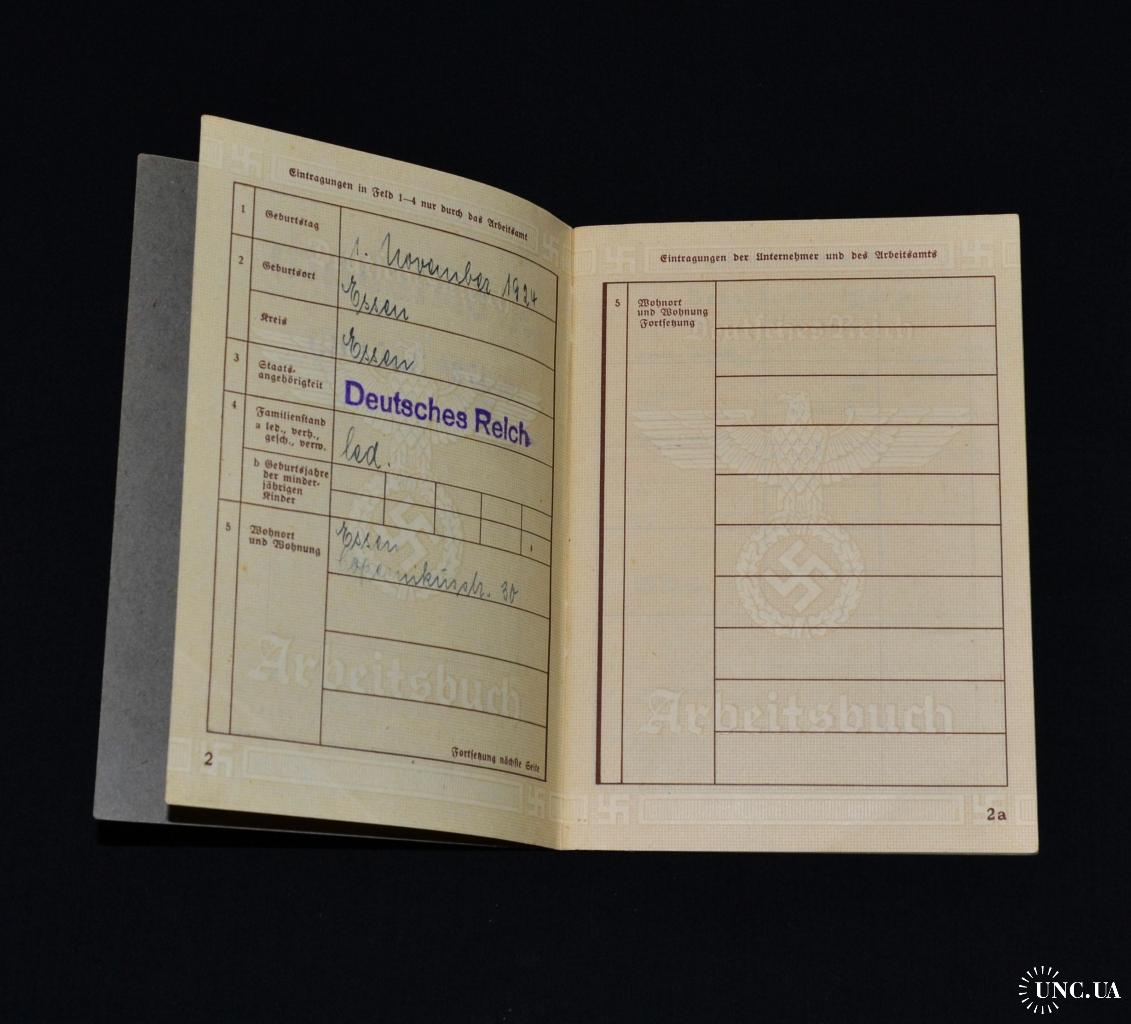 Eintragungen in Feld 1–4 nur durch das Arbeitsamt
1 Geburtstag 1. November 1924
2 Geburtsort Essen
Kreis Essen
3 Staats-
angehörigkeit Deutsches Reich
4 Familienstand
a led., verh.,
gesch., verw. led.
b Geburtsjahre
der minder-
jährigen
Kinder
5 Wohnort
und Wohnung
Essen
Kopernikusstr. 30
Arbeitsbuch
Fortsetzung nächste Seite
2
Eintragungen der Unternehmer und des Arbeitsamts
5 Wohnort
und Wohnung
Fortsetzung
Deutsches Reich
Arbeitsbuch
2a
UNC.UA